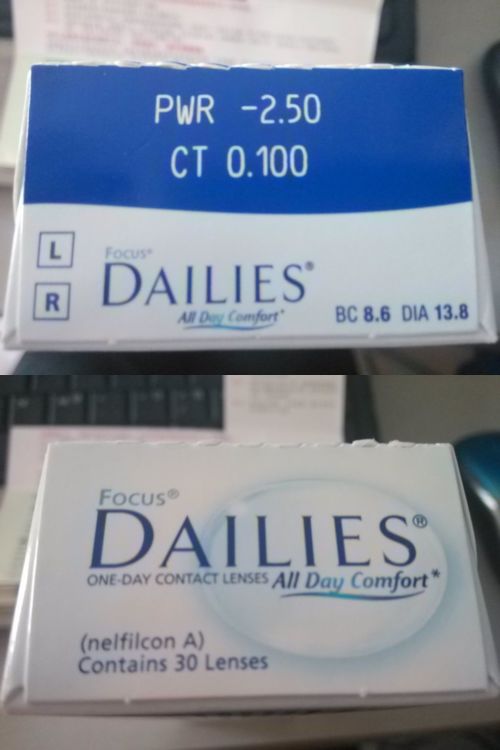 PWR -2.50
CT 0.100
L
R
Focus®
DAILIES®
All Day Comfort*
BC 8.6 DIA 13.8
Focus®
DAILIES®
ONE-DAY CONTACT LENSES All Day Comfort*
(nelfilcon A)
Contains 30 Lenses